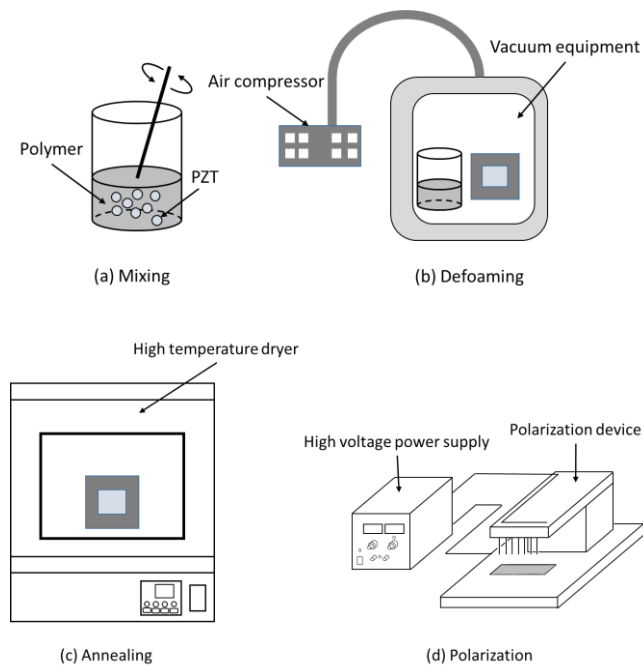 Air compressor
Vacuum equipment
Polymer
PZT
(a) Mixing
(b) Defoaming
High temperature dryer
High voltage power supply
Polarization device
(c) Annealing
(d) Polarization